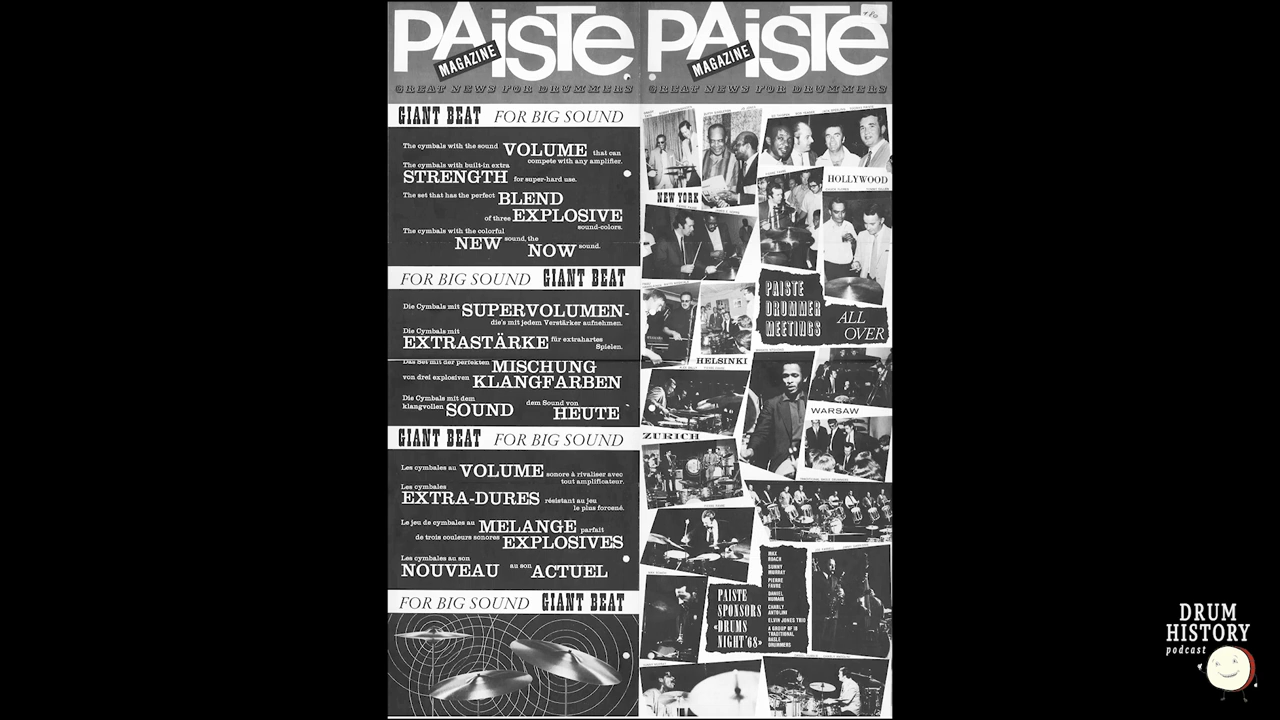 PAiSTe
MAGAZINE
GREAT NEWS FOR DRUMMERS
GIANT BEAT FOR BIG SOUND
The cymbals with the sound VOLUME that can
compete with any amplifier.
The cymbals with built-in extra
STRENGTH for super-hard use.
The set that has the perfect BLEND
of three EXPLOSIVE
sound-colors.
The cymbals with the colorful
NEW sound, the NOW sound.
FOR BIG SOUND GIANT BEAT
Die Cymbals mit SUPERVOLUMEN-
die's mit jedem Verstärker aufnehmen.
Die Cymbals mit
EXTRASTÄRKE für extrahartes
Spielen.
Das Set mit der perfekten MISCHUNG
von drei explosiven KLANGFARBEN
Die Cymbals mit dem
klangvollen SOUND dem Sound von
HEUTE
GIANT BEAT FOR BIG SOUND
Les cymbales au VOLUME sonore à rivaliser avec
tout amplificateur.
Les cymbales
EXTRA-DURES résistant au jeu
le plus forcené.
Le jeu de cymbales au MELANGE parfait
de trois couleurs sonores EXPLOSIVES
Les cymbales au son
NOUVEAU au son ACTUEL
FOR BIG SOUND GIANT BEAT
PAiSTe
MAGAZINE
GREAT NEWS FOR DRUMMERS
NEW YORK
HOLLYWOOD
PAISTE
DRUMMER
MEETINGS
ALL
OVER
HELSINKI
WARSAW
ZURICH
PAISTE
SPONSORS
«DRUMS
NIGHT'68»
MAX
ROACH
SUNNY
MURRAY
PIERRE
FAVRE
DANIEL
HUMAIR
CHARLY
ANTOLINI
ELVIN JONES TRIO
A GROUP OF 10
TRADITIONAL
BASLE
DRUMMERS
DRUM
HISTORY
podcast